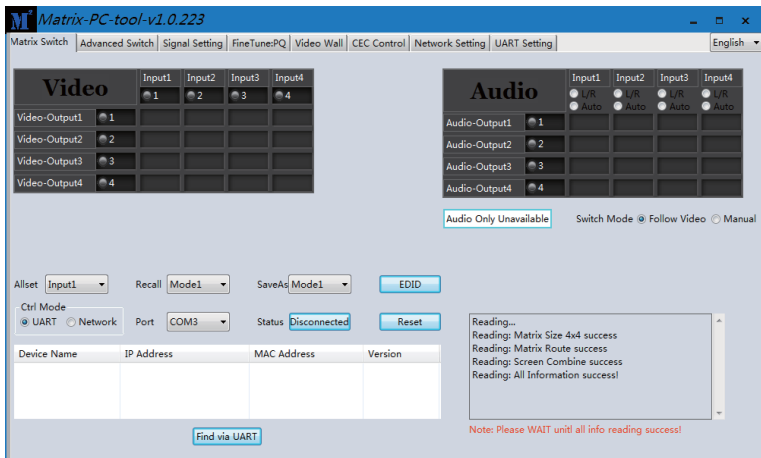 M Matrix-PC-tool-v1.0.223
Matrix Switch Advanced Switch Signal Setting FineTune:PQ Video Wall CEC Control Network Setting UART Setting English
Video Input1 Input2 Input3 Input4
1 2 3 4
Video-Output1 1
Video-Output2 2
Video-Output3 3
Video-Output4 4
Audio Input1 Input2 Input3 Input4
L/R L/R L/R L/R
Auto Auto Auto Auto
Audio-Output1 1
Audio-Output2 2
Audio-Output3 3
Audio-Output4 4
Audio Only Unavailable Switch Mode Follow Video Manual
Allset Input1 Recall Mode1 SaveAs Mode1 EDID
Ctrl Mode
UART Network Port COM3 Status Disconnected Reset
Device Name IP Address MAC Address Version
Find via UART
Reading...
Reading: Matrix Size 4x4 success
Reading: Matrix Route success
Reading: Screen Combine success
Reading: All Information success!
Note: Please WAIT unitl all info reading success!